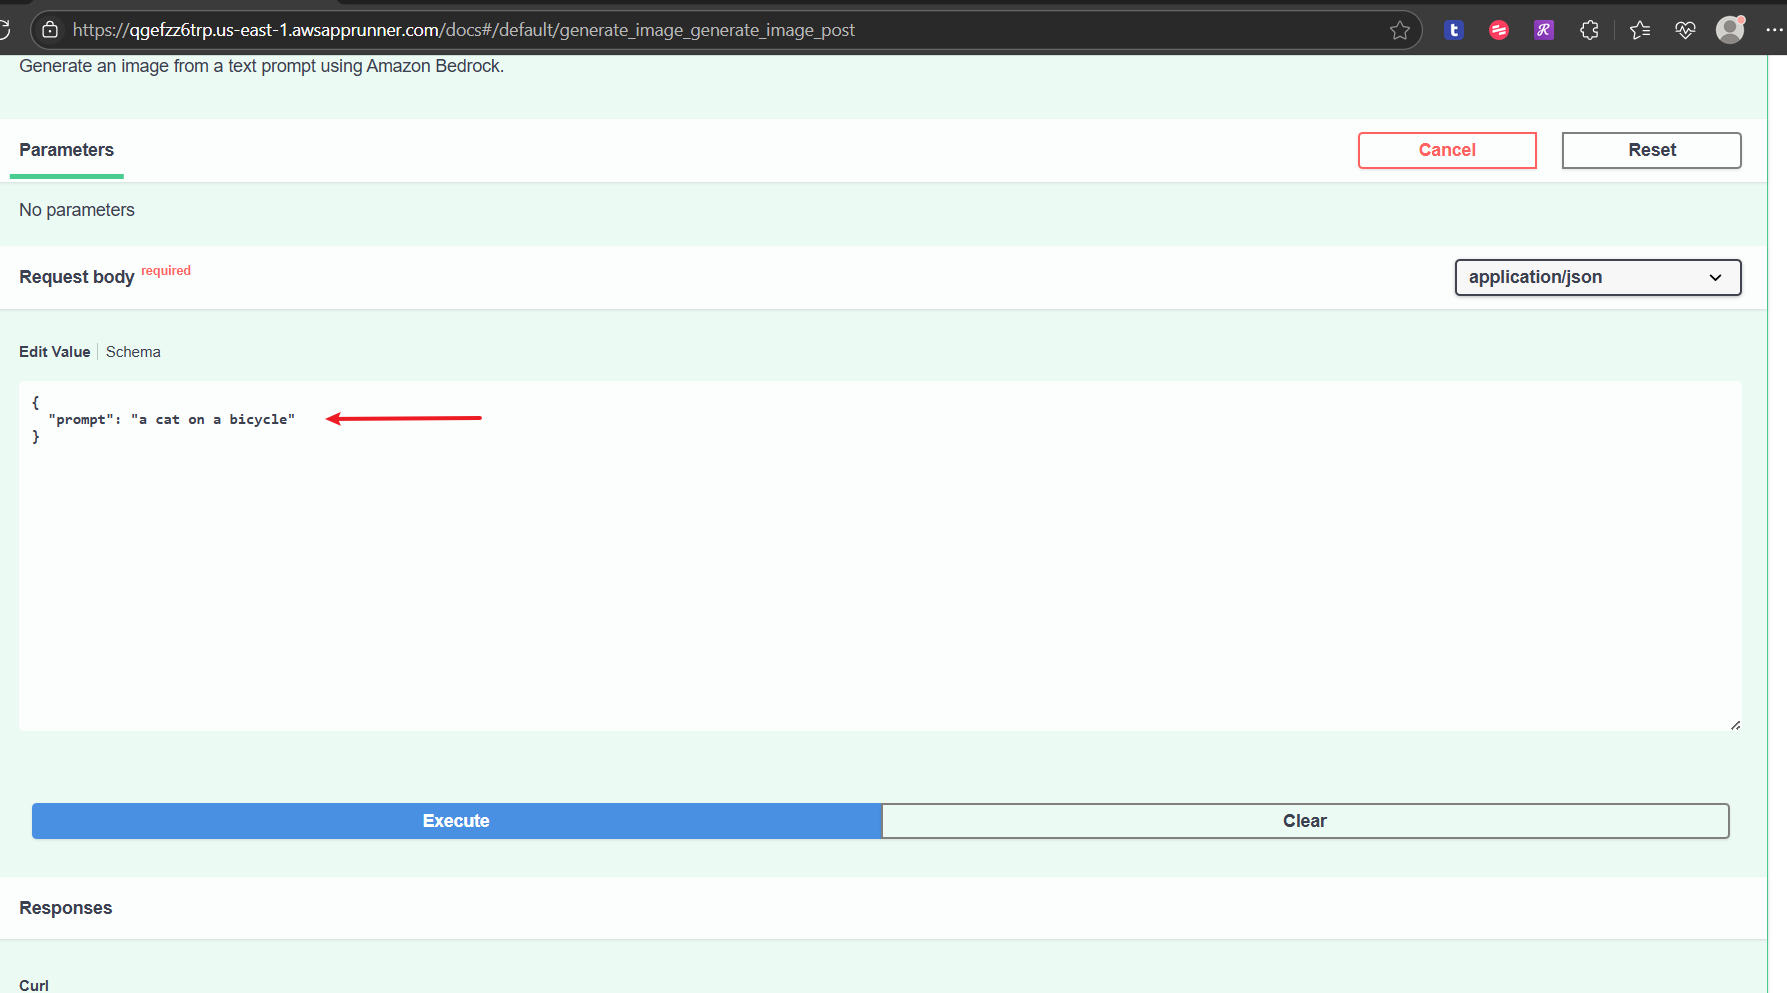 https://qgefzz6trp.us-east-1.awsapprunner.com/docs#/default/generate_image_generate_image_post
Generate an image from a text prompt using Amazon Bedrock.
Parameters
Cancel
Reset
No parameters
Request body required
application/json
Edit Value | Schema
{
"prompt": "a cat on a bicycle"
}
Execute
Clear
Responses
Curl